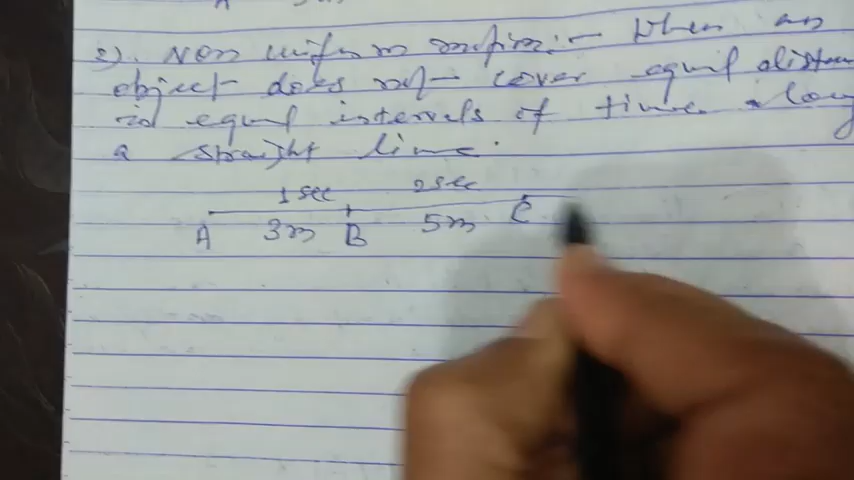 2). Non uniform motion:- When an
object does not cover equal distan
in equal intervals of time along
a straight line.
1 sec 2 sec
A 3m B 5m C